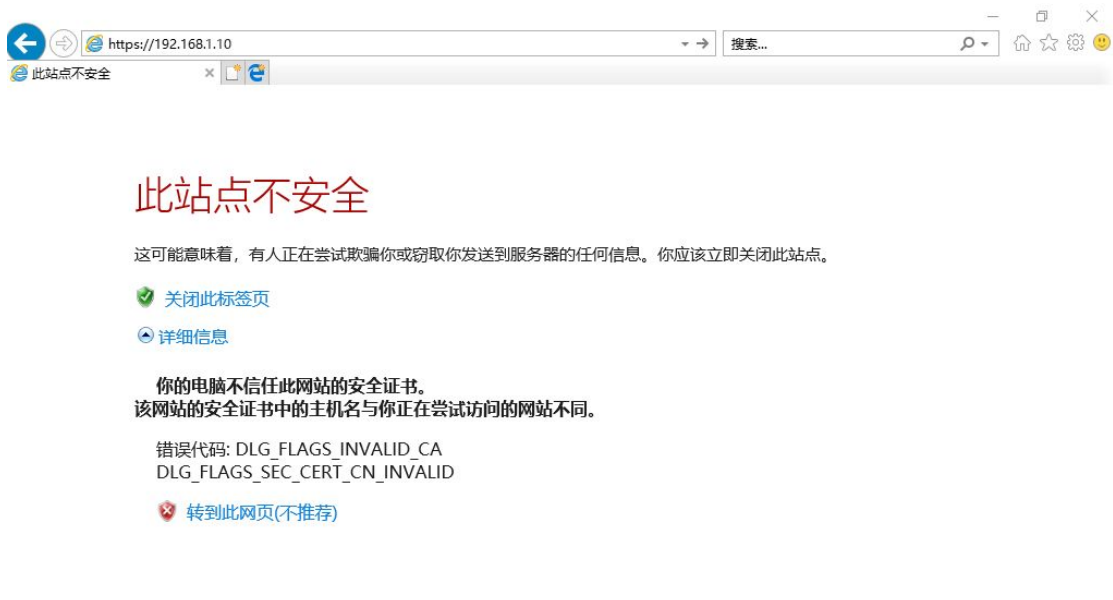 https://192.168.1.10
搜索...
此站点不安全
此站点不安全
这可能意味着，有人正在尝试欺骗你或窃取你发送到服务器的任何信息。你应该立即关闭此站点。
关闭此标签页
详细信息
你的电脑不信任此网站的安全证书。
该网站的安全证书中的主机名与你正在尝试访问的网站不同。
错误代码: DLG_FLAGS_INVALID_CA
DLG_FLAGS_SEC_CERT_CN_INVALID
转到此网页(不推荐)